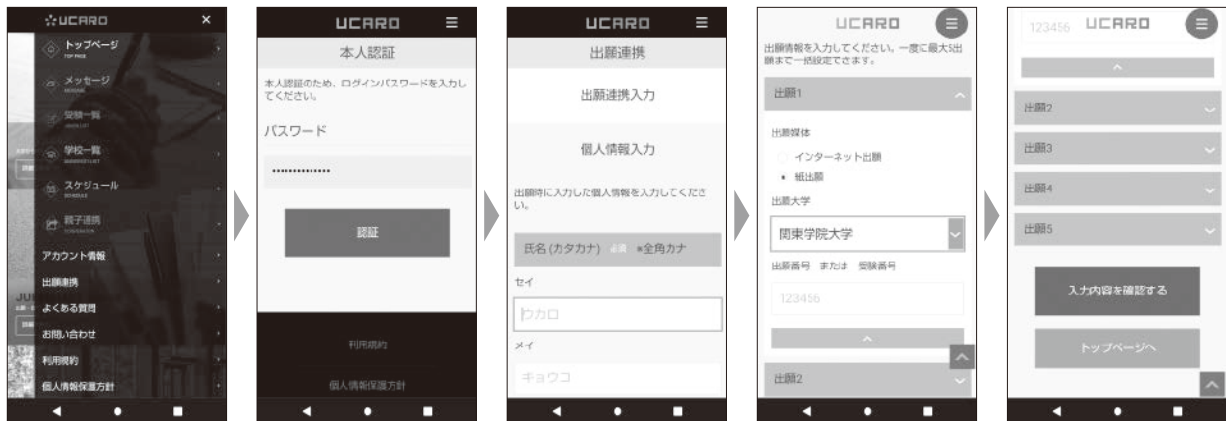 UCARO
トップページ
TOP PAGE
メッセージ
MESSAGE
受験一覧
学校一覧
スケジュール
SCHEDULE
親子連携
アカウント情報
出願連携
よくある質問
お問い合わせ
利用規約
個人情報保護方針
UCARO
本人認証
本人認証のため、ログインパスワードを入力し
てください。
パスワード
認証
利用規約
個人情報保護方針
UCARO
出願連携
出願連携入力
個人情報入力
出願時に入力した個人情報を入力してくださ
い。
氏名(カタカナ) 必須 *全角カナ
セイ
ウカロ
メイ
キョウコ
UCARO
出願情報を入力してください。一度に最大5出
願まで一括設定できます。
出願1
出願媒体
インターネット出願
紙出願
出願大学
関東学院大学
出願番号 または 受験番号
123456
出願2
UCARO
123456
出願2
出願3
出願4
出願5
入力内容を確認する
トップページへ